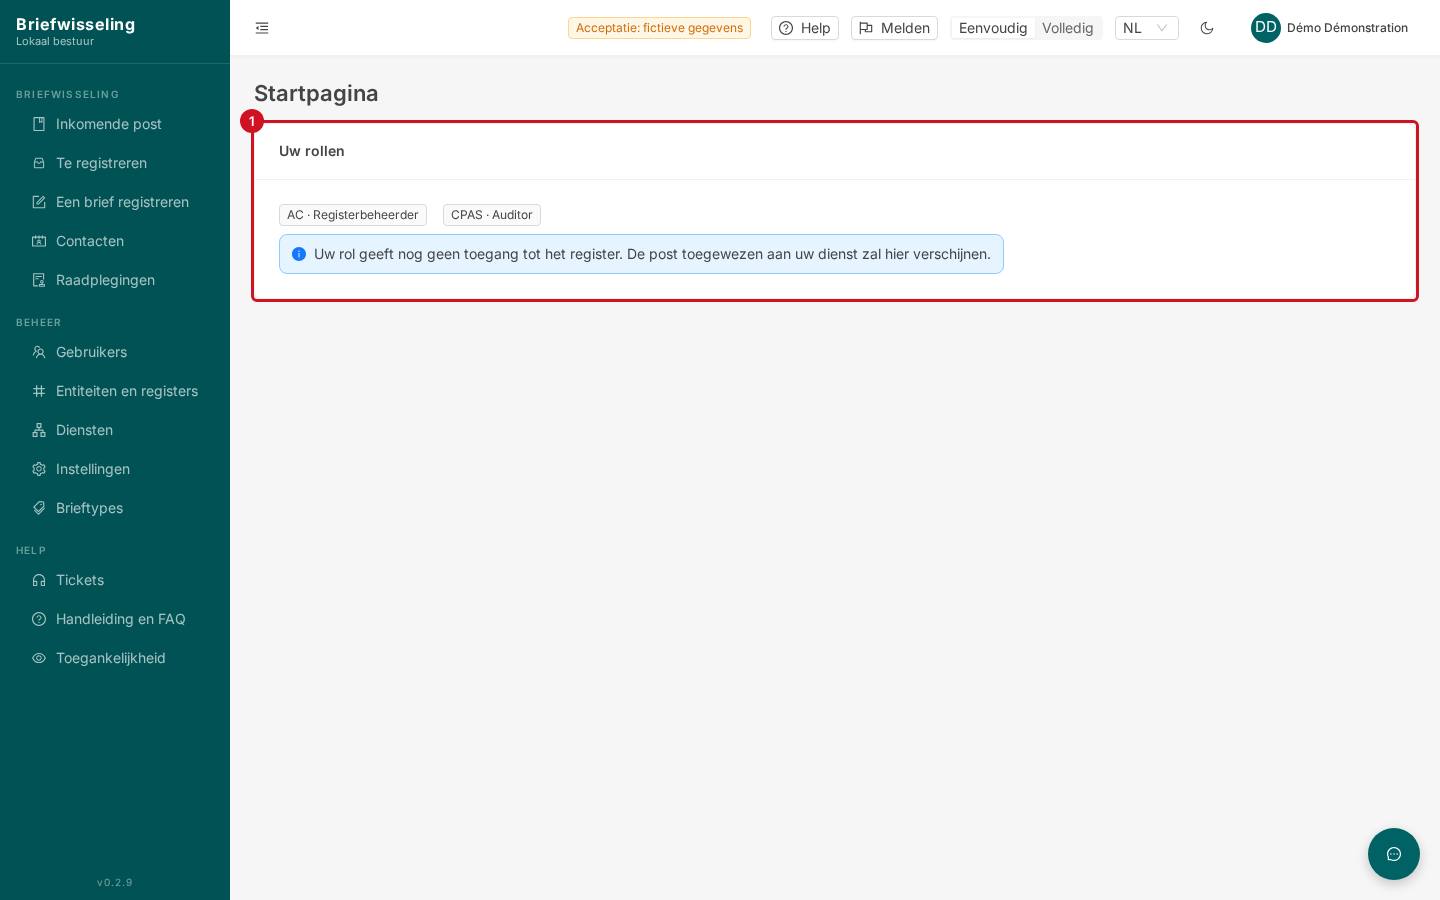 Briefwisseling
Lokaal bestuur
BRIEFWISSELING
Inkomende post
Te registreren
Een brief registreren
Contacten
Raadplegingen
BEHEER
Gebruikers
Entiteiten en registers
Diensten
Instellingen
Brieftypes
HELP
Tickets
Handleiding en FAQ
Toegankelijkheid
v0.2.9
Acceptatie: fictieve gegevens
Help
Melden
Eenvoudig Volledig
NL
DD Démo Démonstration
Startpagina
1
Uw rollen
AC · Registerbeheerder
CPAS · Auditor
Uw rol geeft nog geen toegang tot het register. De post toegewezen aan uw dienst zal hier verschijnen.